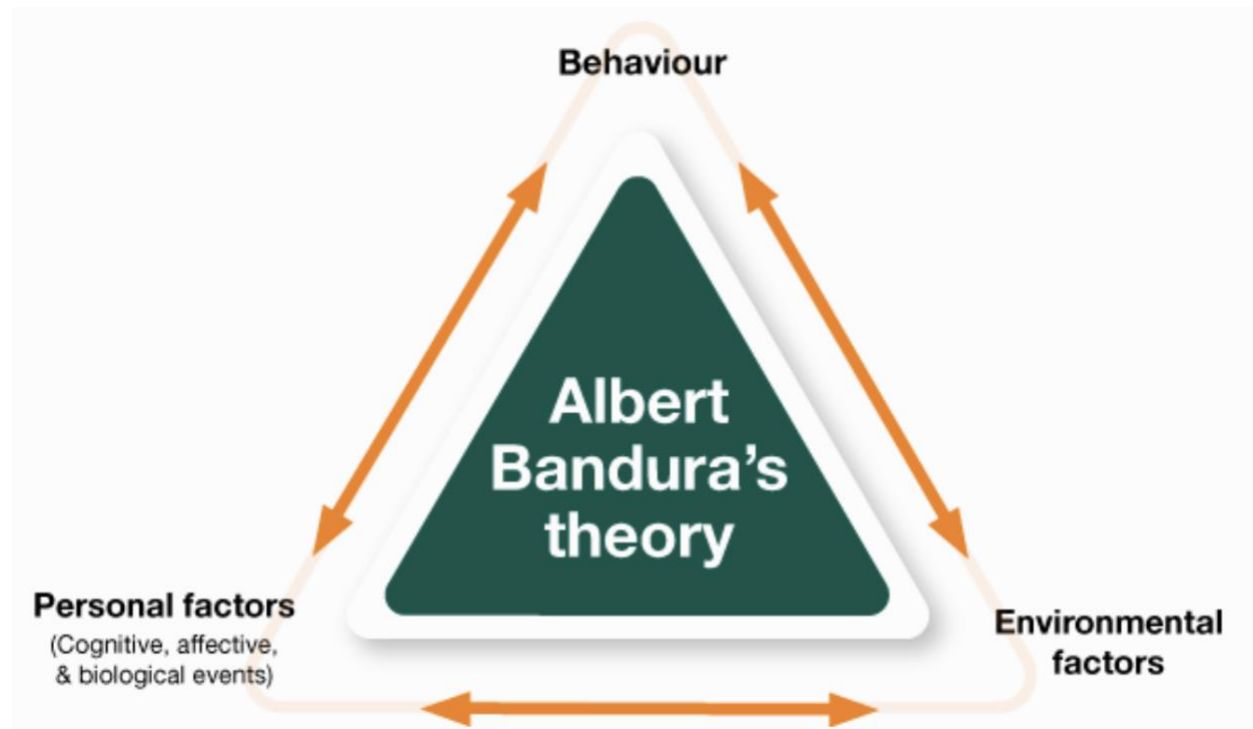 Behaviour
Albert
Bandura’s
theory
Personal factors
(Cognitive, affective,
& biological events)
Environmental
factors